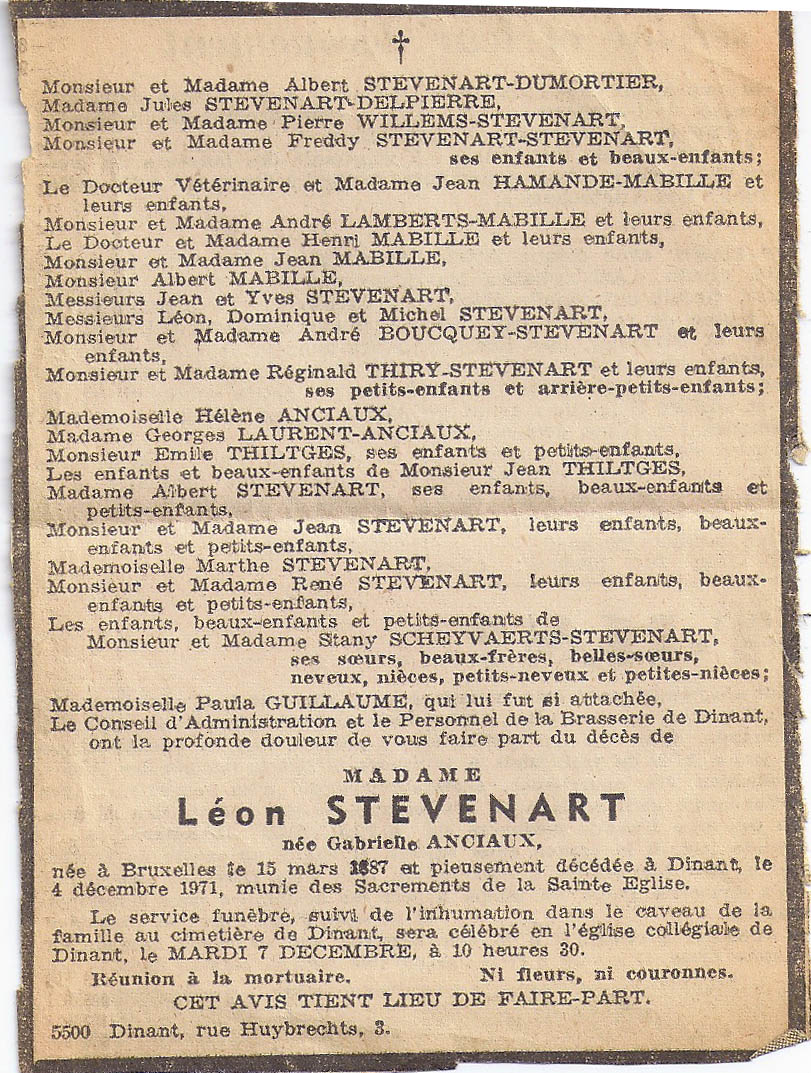 Monsieur et Madame Albert STEVENART-DUMORTIER,
Madame Jules STEVENART-DELPIERRE,
Monsieur et Madame Pierre WILLEMS-STEVENART,
Monsieur et Madame Freddy STEVENART-STEVENART,
ses enfants et beaux-enfants;
Le Docteur Vétérinaire et Madame Jean HAMANDE-MABILLE et
leurs enfants,
Monsieur et Madame André LAMBERTS-MABILLE et leurs enfants,
Le Docteur et Madame Henri MABILLE et leurs enfants,
Monsieur et Madame Jean MABILLE,
Monsieur Albert MABILLE,
Messieurs Jean et Yves STEVENART,
Messieurs Léon, Dominique et Michel STEVENART,
Monsieur et Madame André BOUCQUEY-STEVENART et leurs
enfants,
Monsieur et Madame Réginald THIRY-STEVENART et leurs enfants,
ses petits-enfants et arrière-petits-enfants;
Mademoiselle Hélène ANCIAUX,
Madame Georges LAURENT-ANCIAUX,
Monsieur Emile THILTGES, ses enfants et petits-enfants,
Les enfants et beaux-enfants de Monsieur Jean THILTGES,
Madame Albert STEVENART, ses enfants, beaux-enfants et
petits-enfants,
Monsieur et Madame Jean STEVENART, leurs enfants, beaux-
enfants et petits-enfants,
Mademoiselle Marthe STEVENART,
Monsieur et Madame René STEVENART, leurs enfants, beaux-
enfants et petits-enfants,
Les enfants, beaux-enfants et petits-enfants de
Monsieur et Madame Stany SCHEYVAERTS-STEVENART,
ses sœurs, beaux-frères, belles-sœurs,
neveux, nièces, petits-neveux et petites-nièces;
Mademoiselle Paula GUILLAUME, qui lui fut si attachée,
Le Conseil d'Administration et le Personnel de la Brasserie de Dinant,
ont la profonde douleur de vous faire part du décès de
MADAME
Léon STEVENART
née Gabrielle ANCIAUX,
née à Bruxelles le 15 mars 1887 et pieusement décédée à Dinant, le
4 décembre 1971, munie des Sacrements de la Sainte Eglise.
Le service funèbre, suivi de l'inhumation dans le caveau de la
famille au cimetière de Dinant, sera célébré en l'église collégiale de
Dinant, le MARDI 7 DECEMBRE, à 10 heures 30.
Réunion à la mortuaire. Ni fleurs, ni couronnes.
CET AVIS TIENT LIEU DE FAIRE-PART.
5500 Dinant, rue Huybrechts, 3.